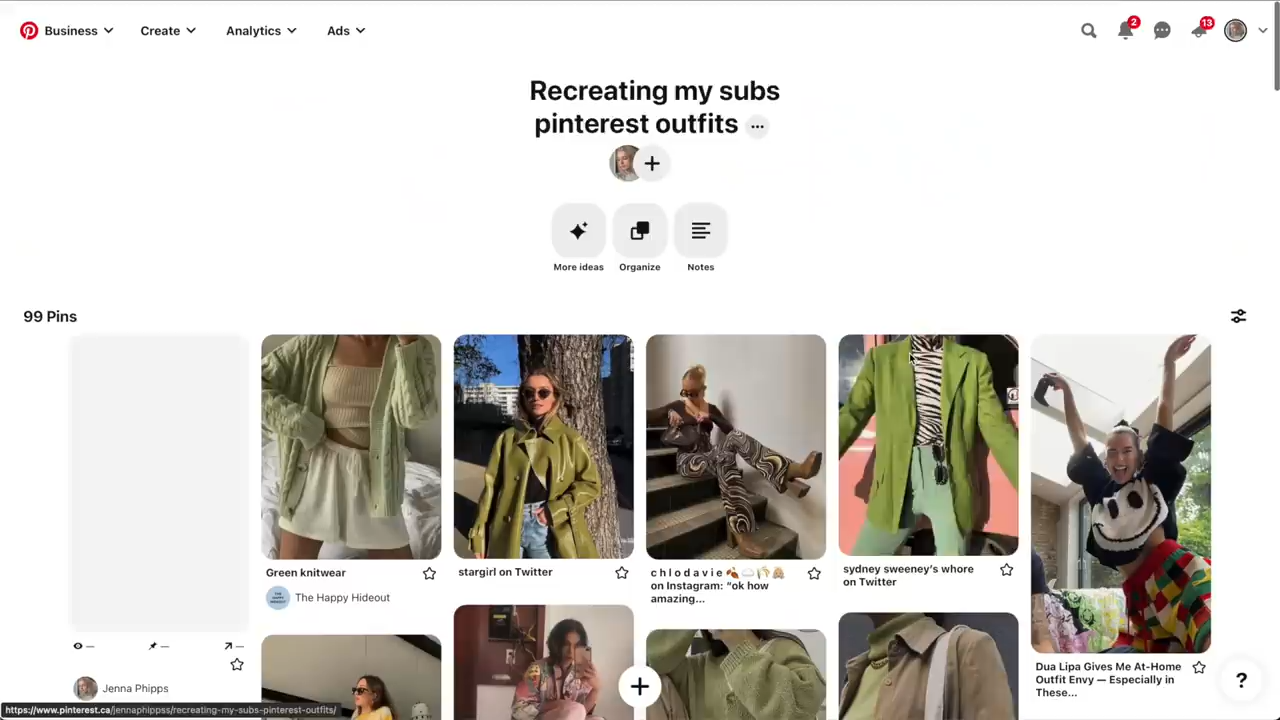 Business
Create
Analytics
Ads
2
13
Recreating my subs
pinterest outfits
More ideas
Organize
Notes
99 Pins
Green knitwear
The Happy Hideout
stargirl on Twitter
c h l o d a v i e 🍂☁️🌾👩🏼
on Instagram: “ok how
amazing...
sydney sweeney's whore
on Twitter
Dua Lipa Gives Me At-Home
Outfit Envy — Especially in
These...
Jenna Phipps
https://www.pinterest.ca/jennaphippss/recreating-my-subs-pinterest-outfits/
?